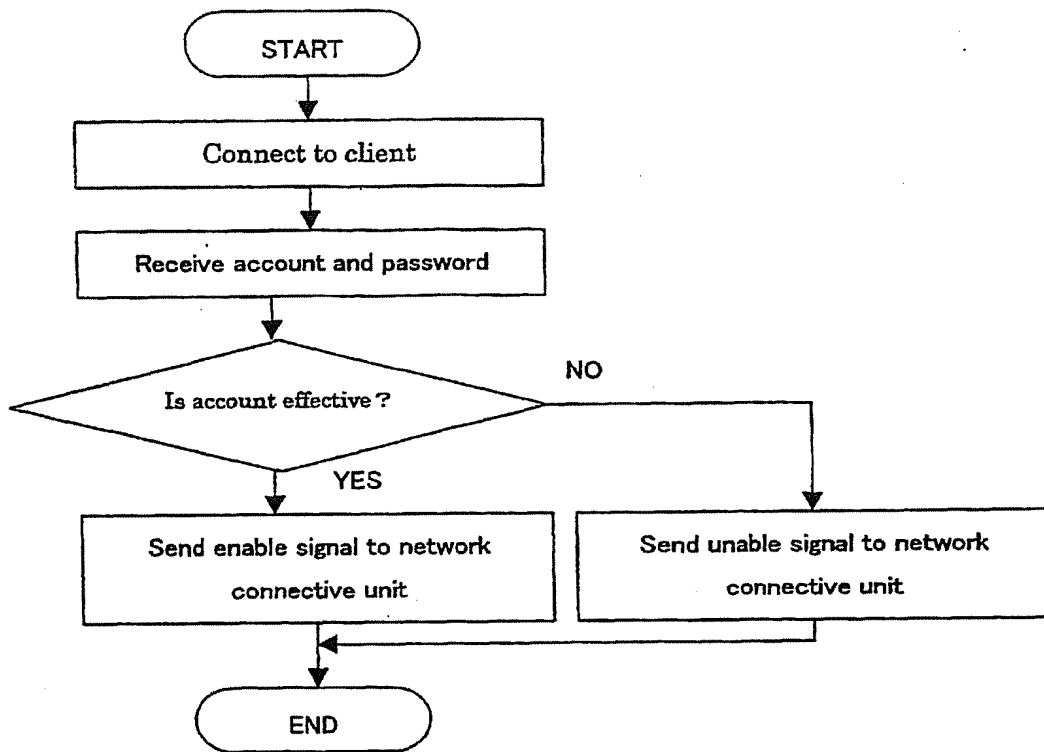 START
Connect to client
Receive account and password
Is account effective?
NO
YES
Send enable signal to network
connective unit
Send unable signal to network
connective unit
END